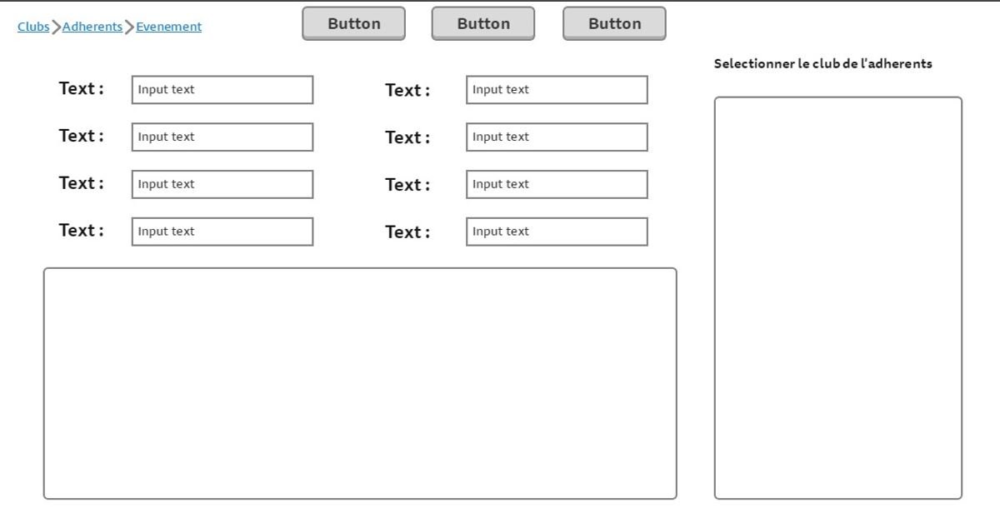 Clubs Adherents Evenement
Button Button Button
Selectionner le club de l'adherents
Text : Input text Text : Input text
Text : Input text Text : Input text
Text : Input text Text : Input text
Text : Input text Text : Input text